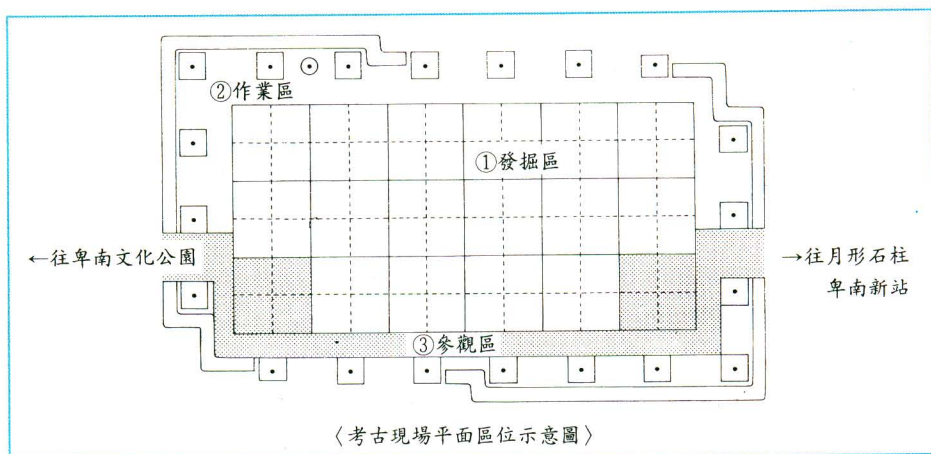 ②作業區
①發掘區
←往卑南文化公園
→往月形石柱
卑南新站
③參觀區
〈考古現場平面區位示意圖〉